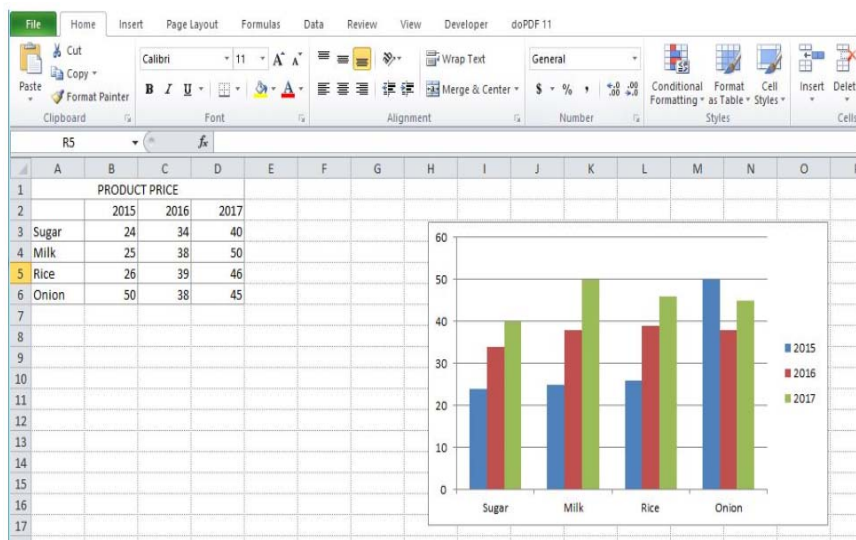 File Home Insert Page Layout Formulas Data Review View Developer doPDF 11
Cut
Copy
Format Painter
Paste
Calibri 11 A A
B I U A
Wrap Text
Merge & Center
General
$ % , .0 .00 .00 .0
Conditional Formatting
Format as Table
Cell Styles
Insert
Clipboard Font Alignment Number Styles
R5 fx
A B C D E F G H I J K L M N O
1 PRODUCT PRICE
2 2015 2016 2017
3 Sugar 24 34 40
4 Milk 25 38 50
5 Rice 26 39 46
6 Onion 50 38 45
7
8
9
10
11
12
13
14
15
16
17
60
50
40
30
20
10
0
Sugar Milk Rice Onion
2015
2016
2017